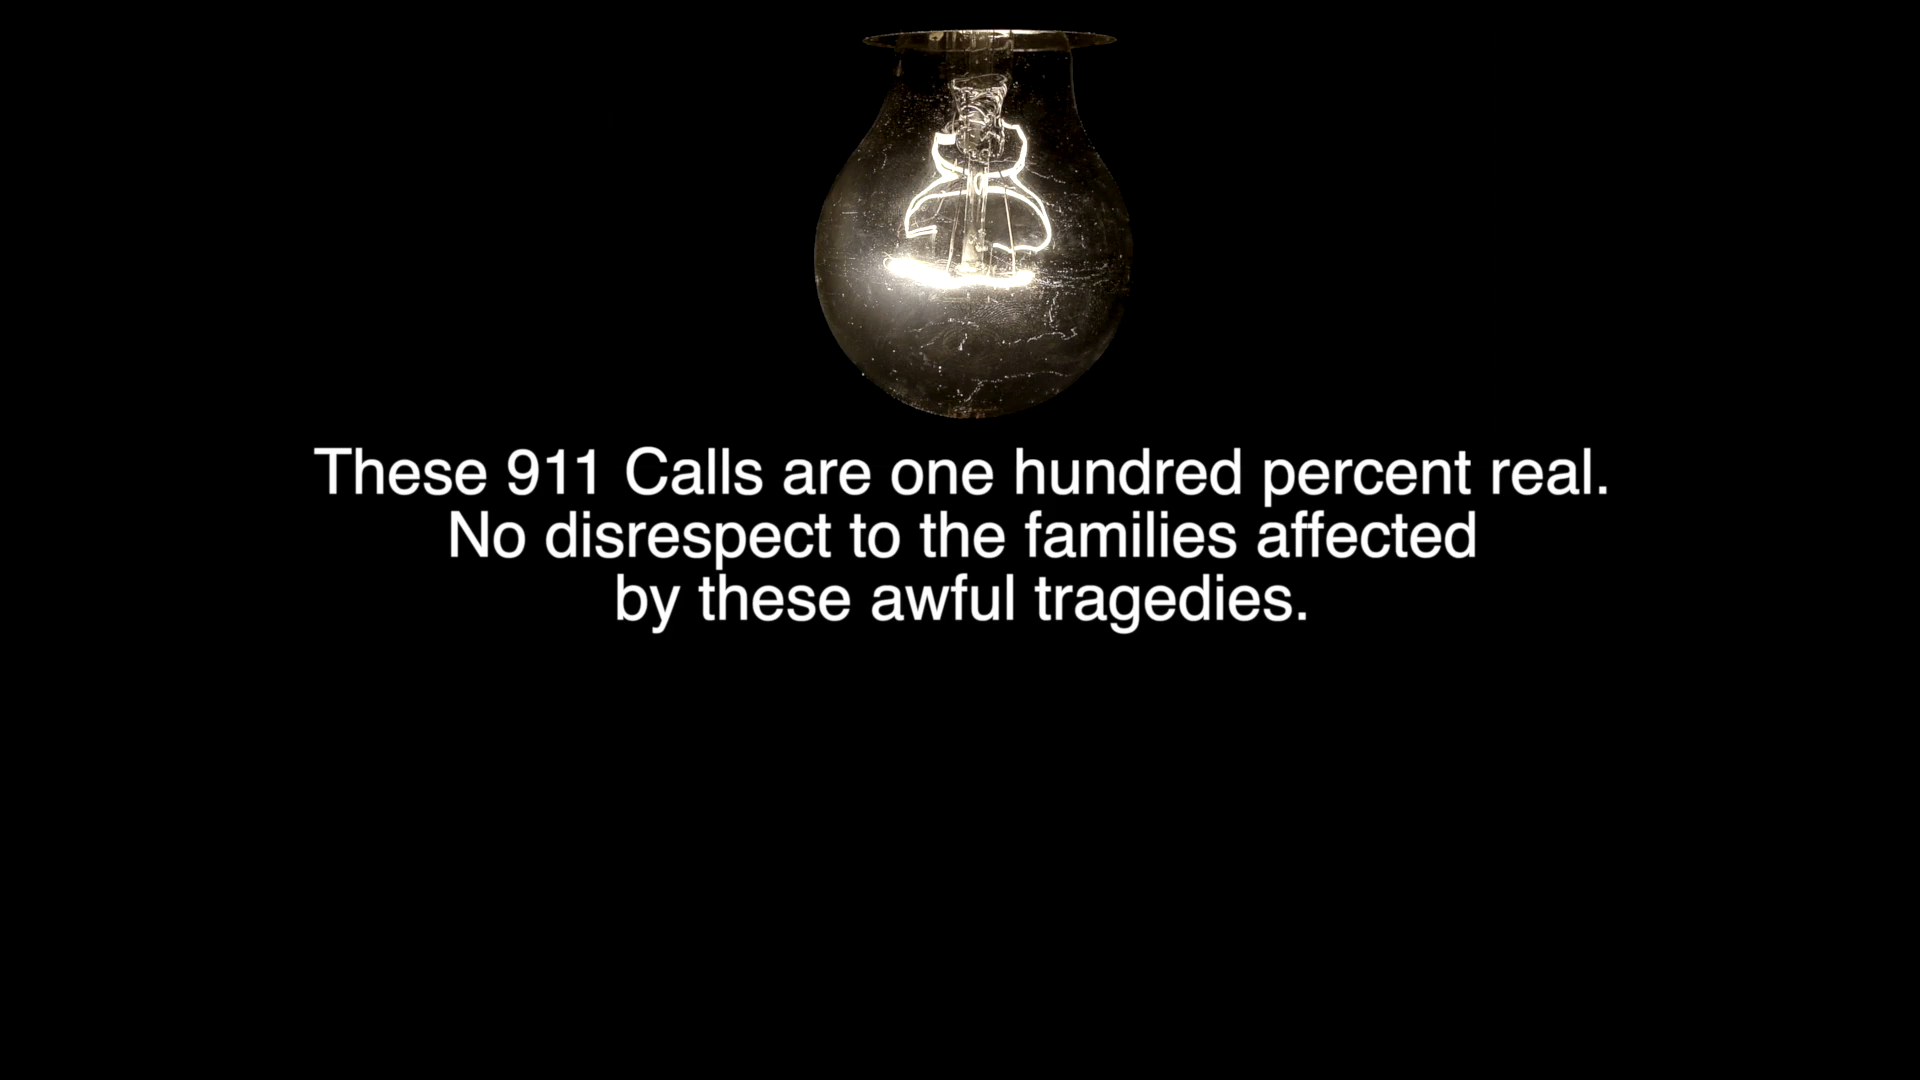 These 911 Calls are one hundred percent real.
No disrespect to the families affected
by these awful tragedies.